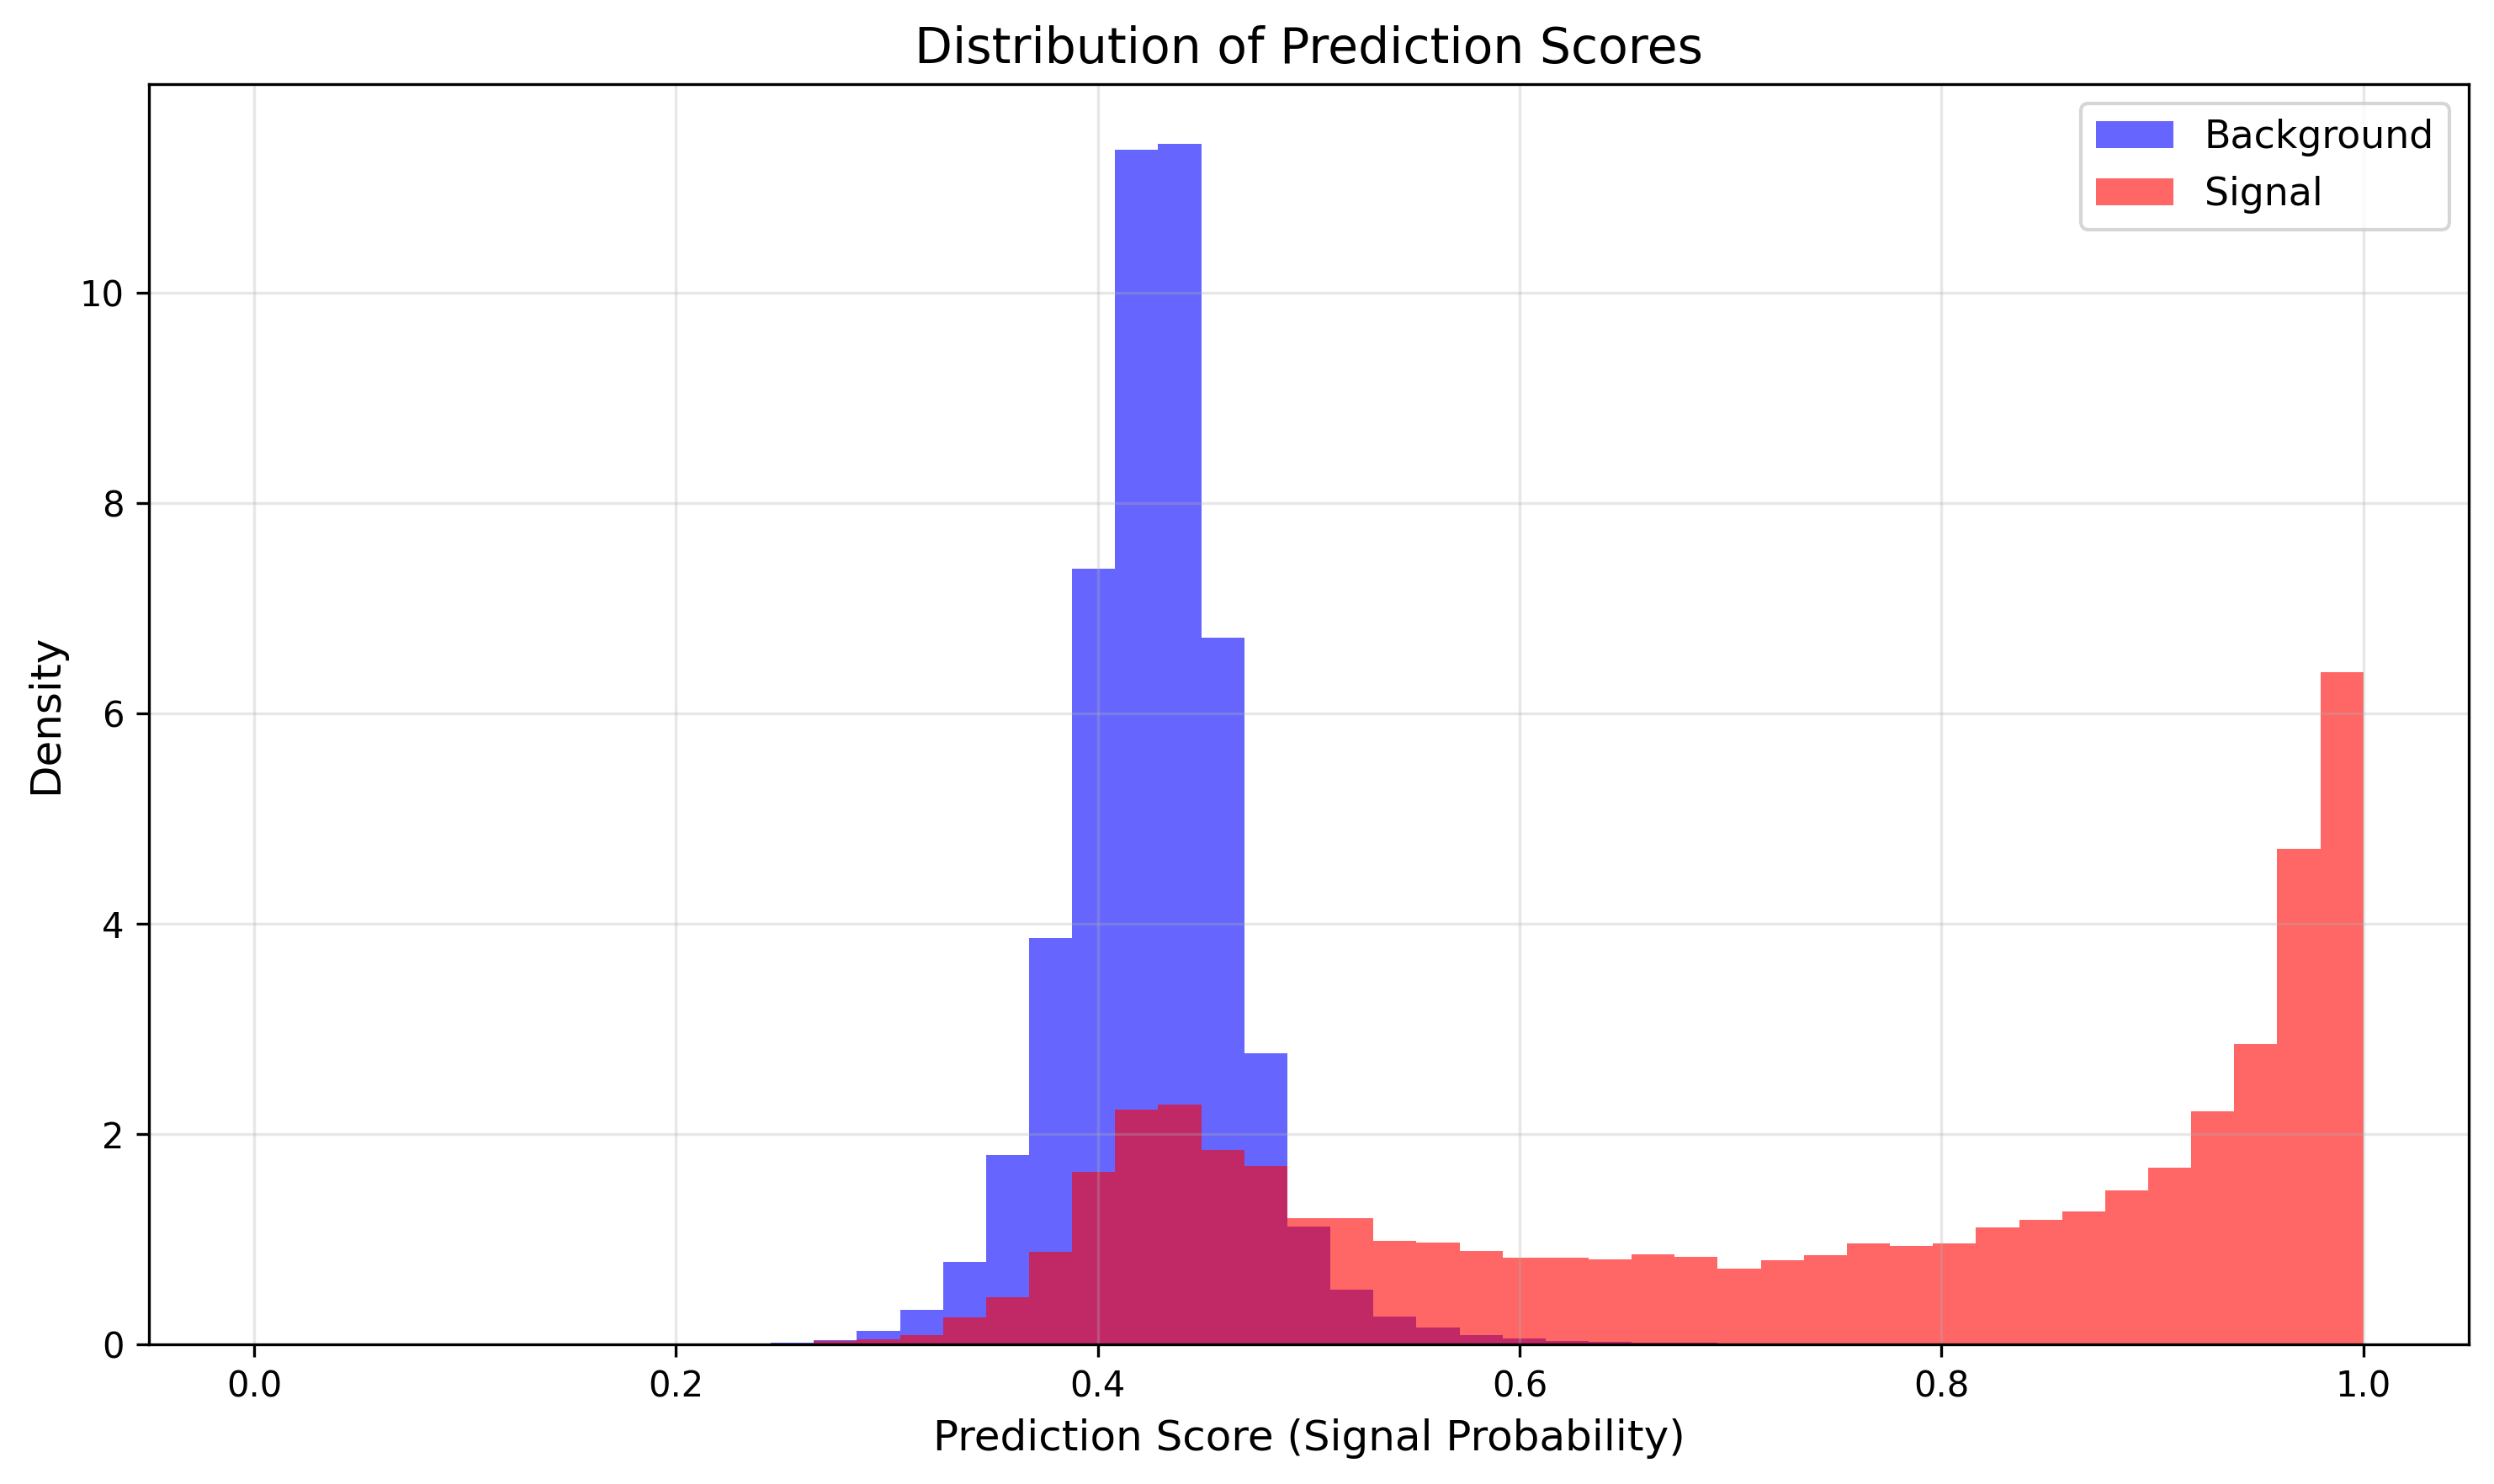 Distribution of Prediction Scores
Background
Signal
Density
10
8
6
4
2
0
0.0 0.2 0.4 0.6 0.8 1.0
Prediction Score (Signal Probability)